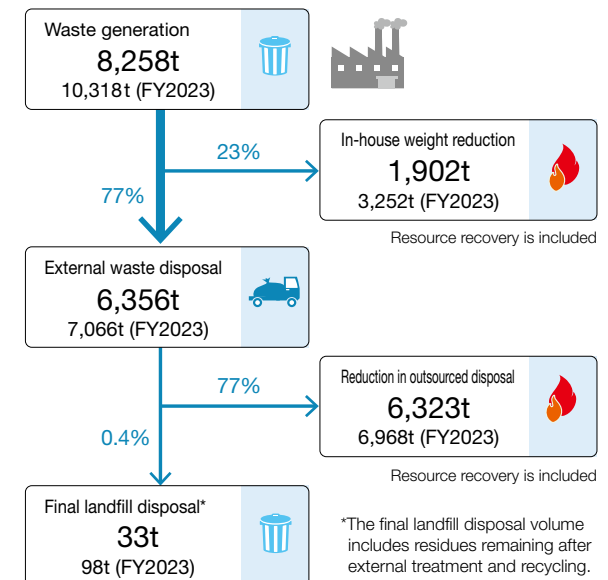 Waste generation
8,258t
10,318t (FY2023)
23%
77%
In-house weight reduction
1,902t
3,252t (FY2023)
Resource recovery is included
External waste disposal
6,356t
7,066t (FY2023)
77%
0.4%
Reduction in outsourced disposal
6,323t
6,968t (FY2023)
Resource recovery is included
Final landfill disposal*
33t
98t (FY2023)
*The final landfill disposal volume
includes residues remaining after
external treatment and recycling.